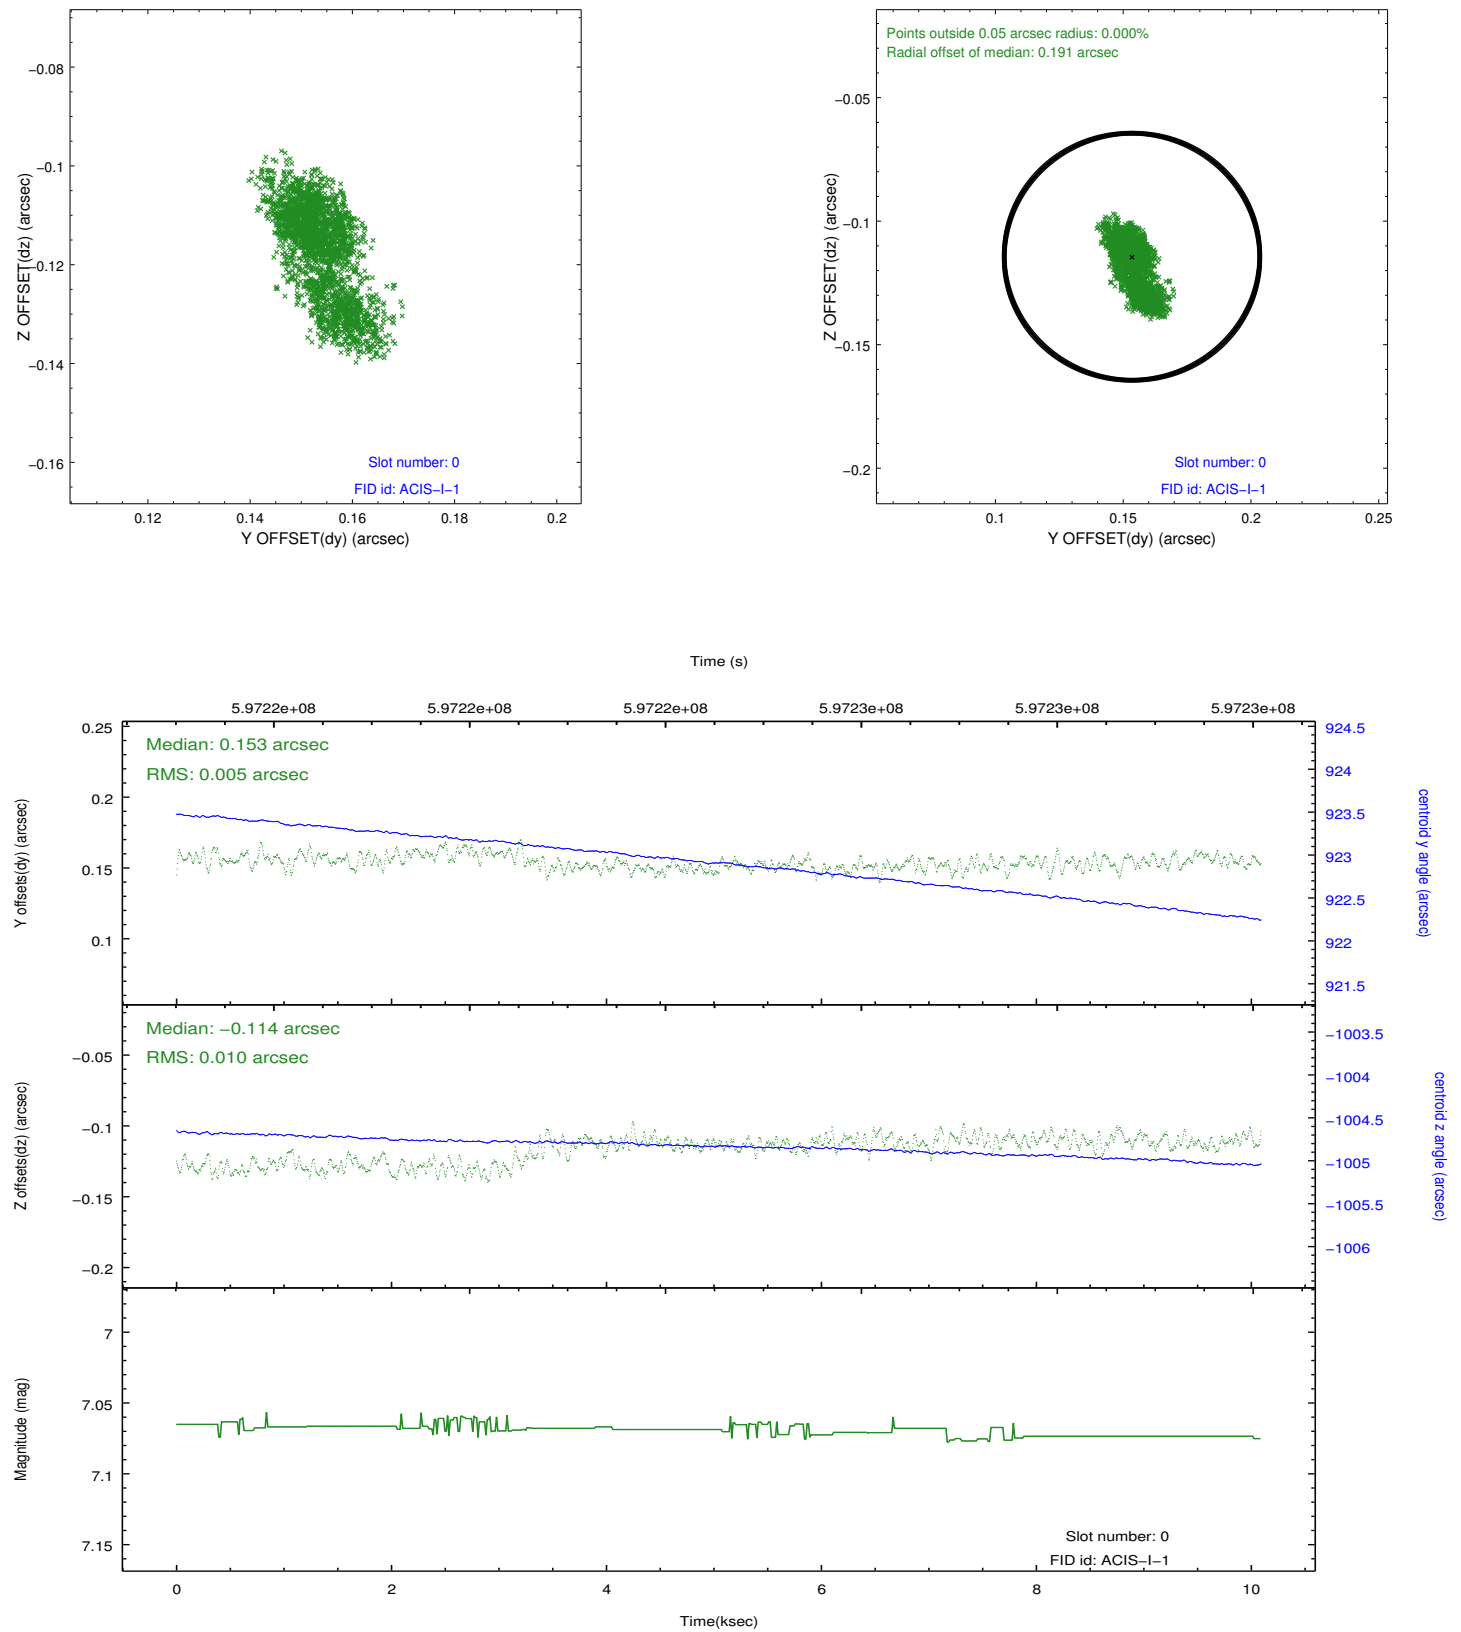 −0.08
−0.1
−0.12
−0.14
−0.16
Z OFFSET(dz) (arcsec)
Slot number: 0
FID id: ACIS−I−1
0.12
0.14
0.16
0.18
0.2
Y OFFSET(dy) (arcsec)
Points outside 0.05 arcsec radius: 0.000%
Radial offset of median: 0.191 arcsec
−0.05
−0.1
−0.15
−0.2
Z OFFSET(dz) (arcsec)
Slot number: 0
FID id: ACIS−I−1
0.1
0.15
0.2
0.25
Y OFFSET(dy) (arcsec)
Time (s)
5.9722e+08
5.9722e+08
5.9722e+08
5.9723e+08
5.9723e+08
5.9723e+08
Median: 0.153 arcsec
RMS: 0.005 arcsec
0.25
0.2
0.15
0.1
Y offsets(dy) (arcsec)
924.5
924
923.5
923
922.5
922
921.5
centroid y angle (arcsec)
Median: −0.114 arcsec
RMS: 0.010 arcsec
−0.05
−0.1
−0.15
−0.2
Z offsets(dz) (arcsec)
−1003.5
−1004
−1004.5
−1005
−1005.5
−1006
centroid z angle (arcsec)
7
7.05
7.1
7.15
Magnitude (mag)
Slot number: 0
FID id: ACIS−I−1
0
2
4
6
8
10
Time(ksec)